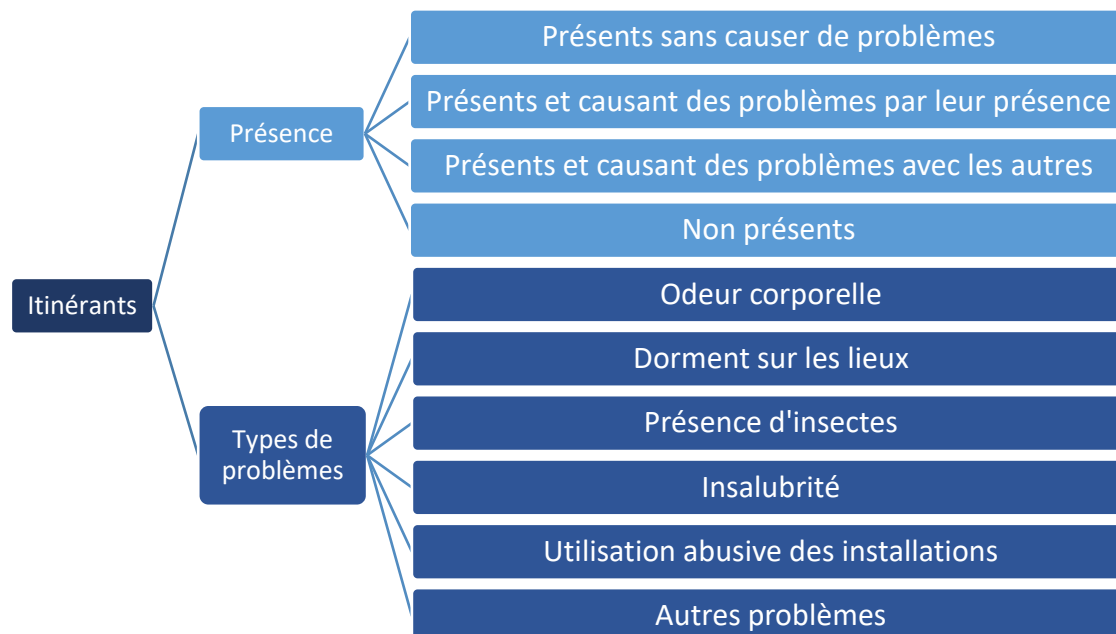 Itinérants
Présence
Présents sans causer de problèmes
Présents et causant des problèmes par leur présence
Présents et causant des problèmes avec les autres
Non présents
Types de
problèmes
Odeur corporelle
Dorment sur les lieux
Présence d'insectes
Insalubrité
Utilisation abusive des installations
Autres problèmes